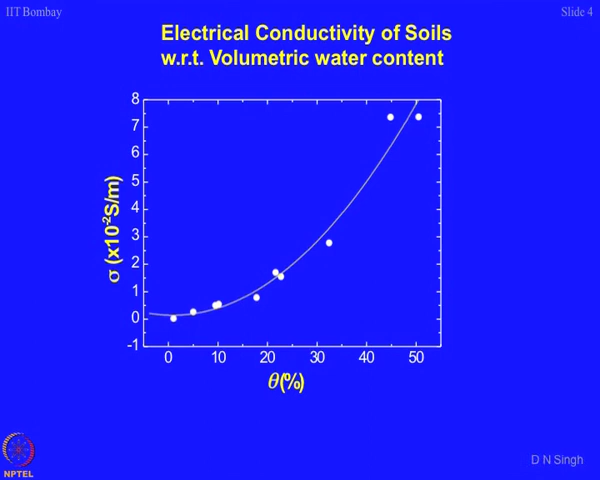 IIT Bombay
Slide 4
Electrical Conductivity of Soils
w.r.t. Volumetric water content
8
7
6
5
4
3
2
1
0
-1
σ (x10⁻²S/m)
0 10 20 30 40 50
θ(%)
D N Singh
NPTEL